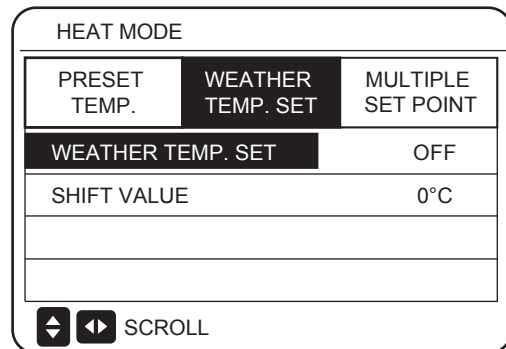 HEAT MODE
PRESET TEMP.
WEATHER TEMP. SET
MULTIPLE SET POINT
WEATHER TEMP. SET OFF
SHIFT VALUE 0°C
SCROLL